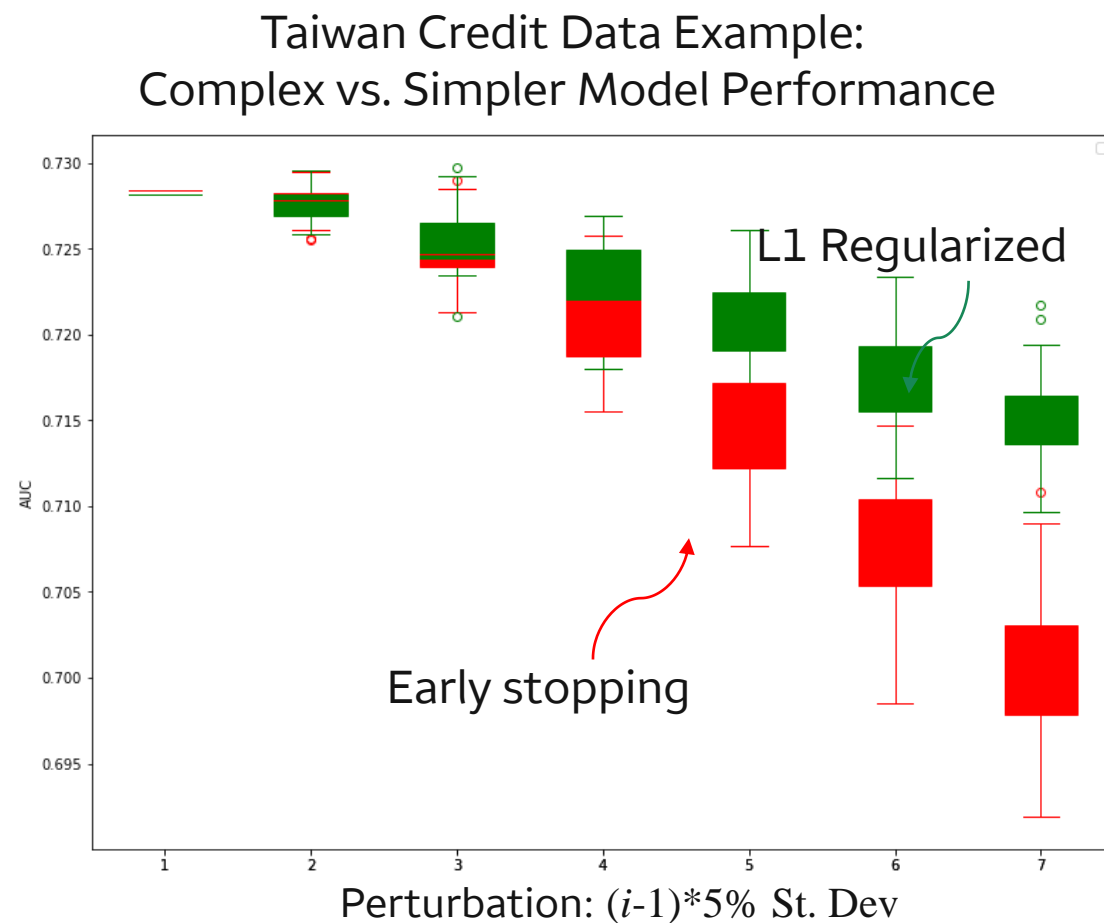 Taiwan Credit Data Example:
Complex vs. Simpler Model Performance
0.730
0.725
L1 Regularized
0.720
0.715
AUC
0.710
0.705
Early stopping
0.700
0.695
1 2 3 4 5 6 7
Perturbation: (i-1)*5% St. Dev